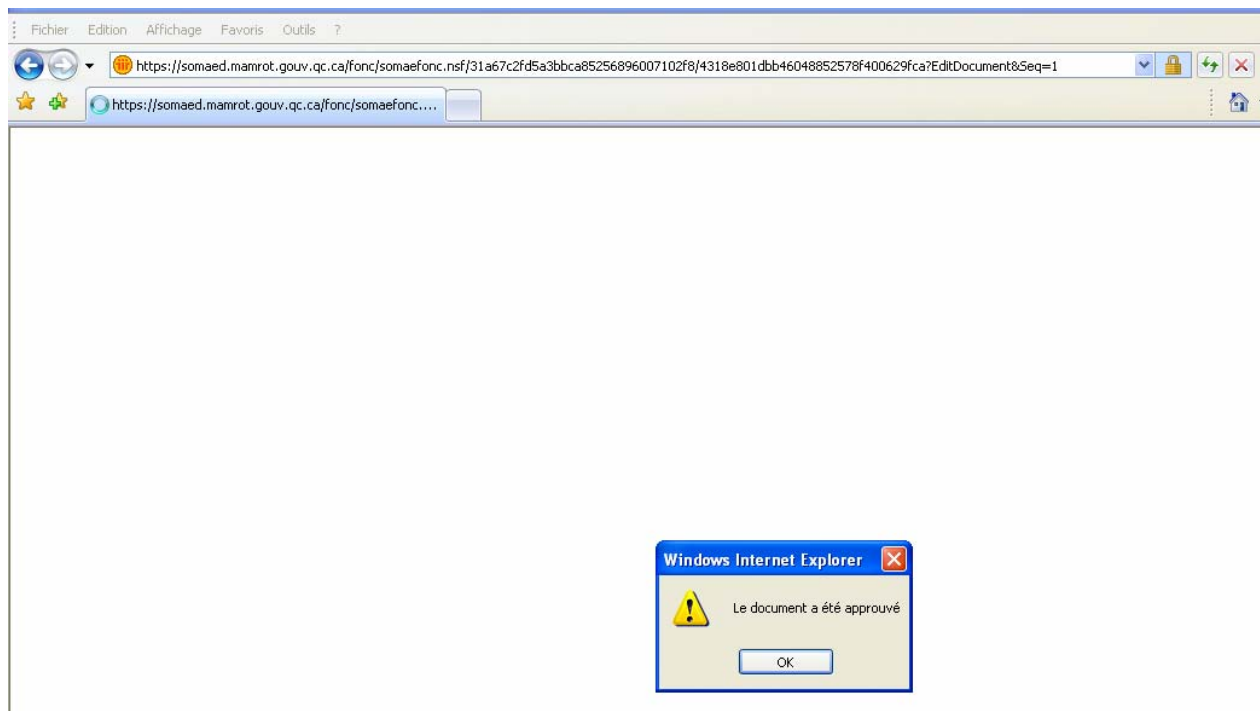 Fichier Edition Affichage Favoris Outils ?
https://somaed.mamrot.gouv.qc.ca/fonc/somaefonc.nsf/31a67c2fd5a3bbca85256896007102f8/4318e801dbb46048852578f400629fca?EditDocument&Seq=1
https://somaed.mamrot.gouv.qc.ca/fonc/somaefonc....
Windows Internet Explorer
Le document a été approuvé
OK